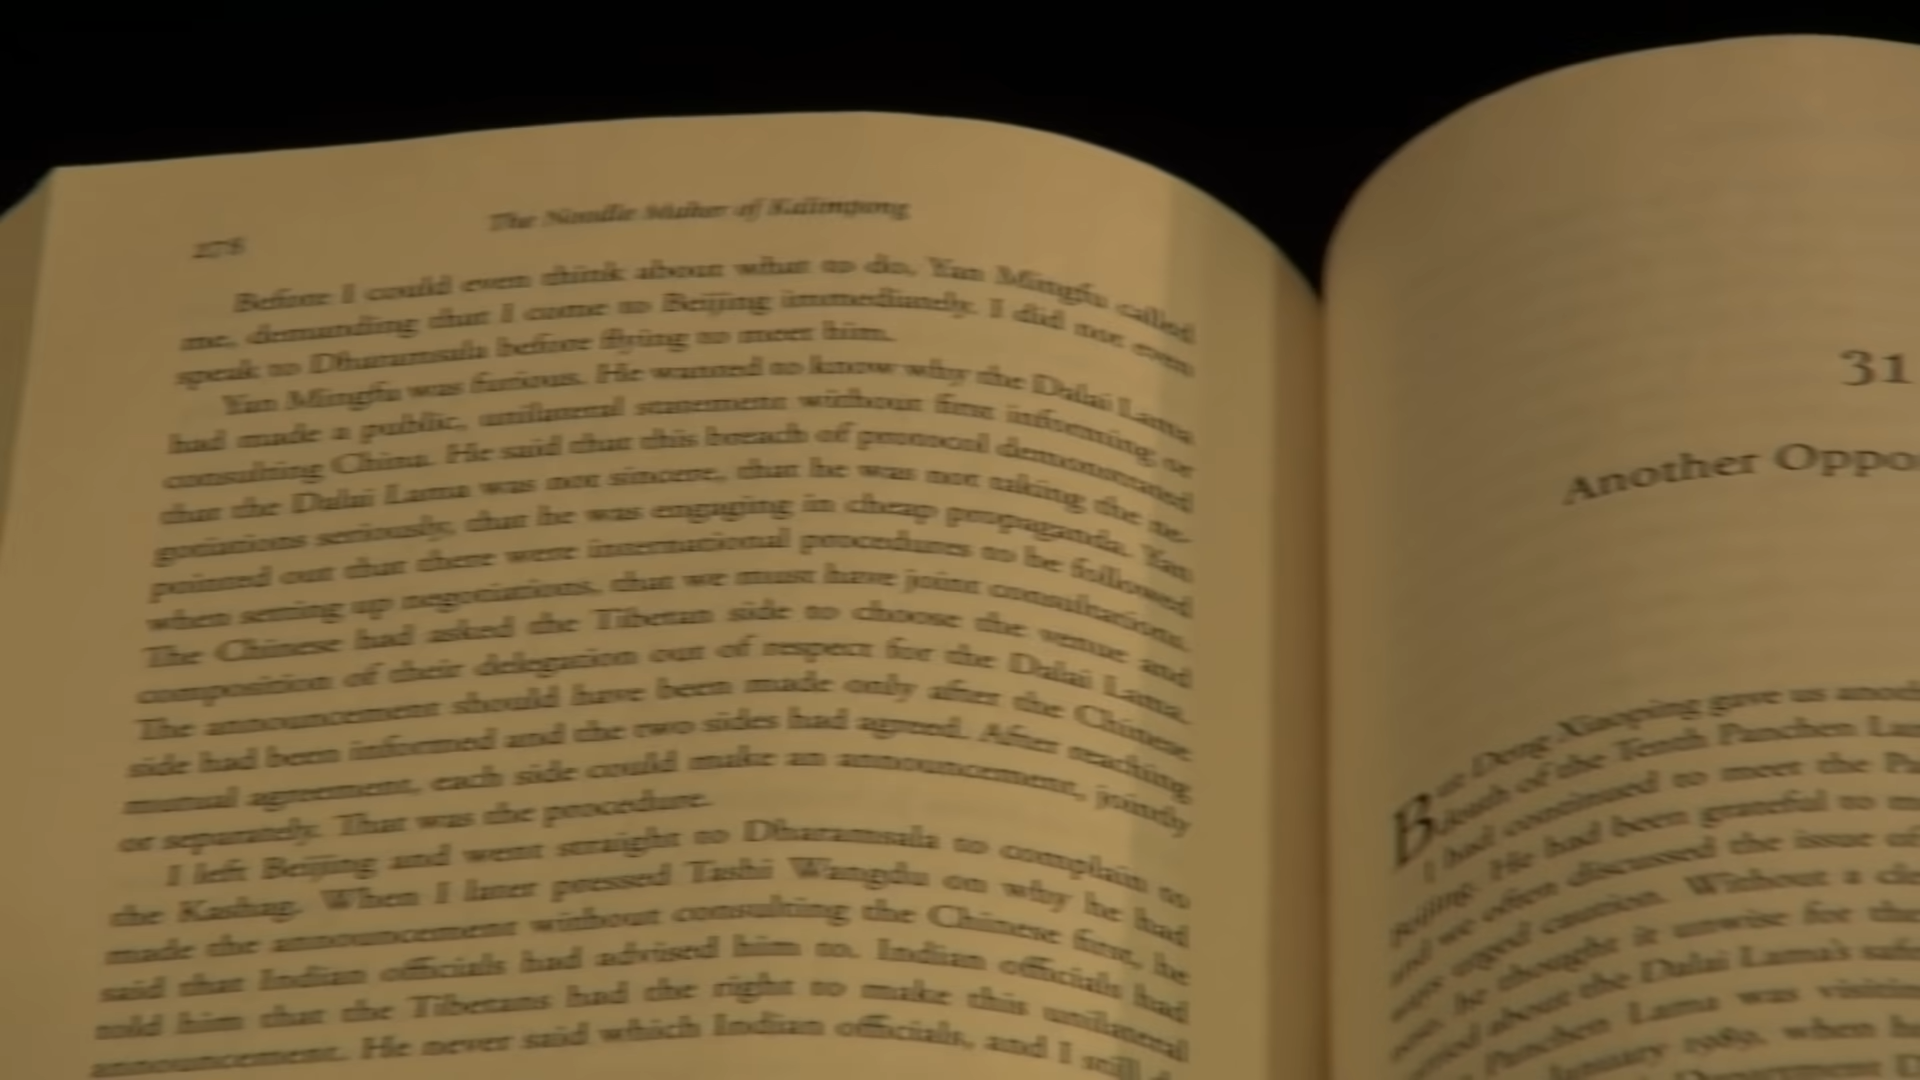 278
The Noodle Maker of Kalimpong
Before I could even think about what to do, Yan Mingfu called
me, demanding that I come to Beijing immediately. I did not even
speak to Dharamsala before flying to meet him.
Yan Mingfu was furious. He wanted to know why the Dalai Lama
had made a public, unilateral statement without first informing or
consulting China. He said that this breach of protocol demonstrated
that the Dalai Lama was not sincere, that he was not taking the ne-
gotiations seriously, that he was engaging in cheap propaganda. Yan
pointed out that there were international procedures to be followed
when setting up negotiations, that we must have joint consultations.
The Chinese had asked the Tibetan side to choose the venue and
composition of their delegation out of respect for the Dalai Lama.
The announcement should have been made only after the Chinese
side had been informed and the two sides had agreed. After reaching
mutual agreement, each side could make an announcement, jointly
or separately. That was the procedure.
I left Beijing and went straight to Dharamsala to complain to
the Kashag. When I later pressed Tashi Wangdu on why he had
made the announcement without consulting the Chinese first, he
said that Indian officials had advised him to. Indian officials had
told him that the Tibetans had the right to make this unilateral
announcement. He never said which Indian officials, and I still
31
Another
But Deng Xiaoping gave us
death of the Tenth Panchen
I had continued to meet the
Beijing. He had been grateful to
and we often discussed the issue of
urged caution. Without a
he thought it unwise for
about the Dalai Lama's
Panchen Lama was
January 1989, when
Department